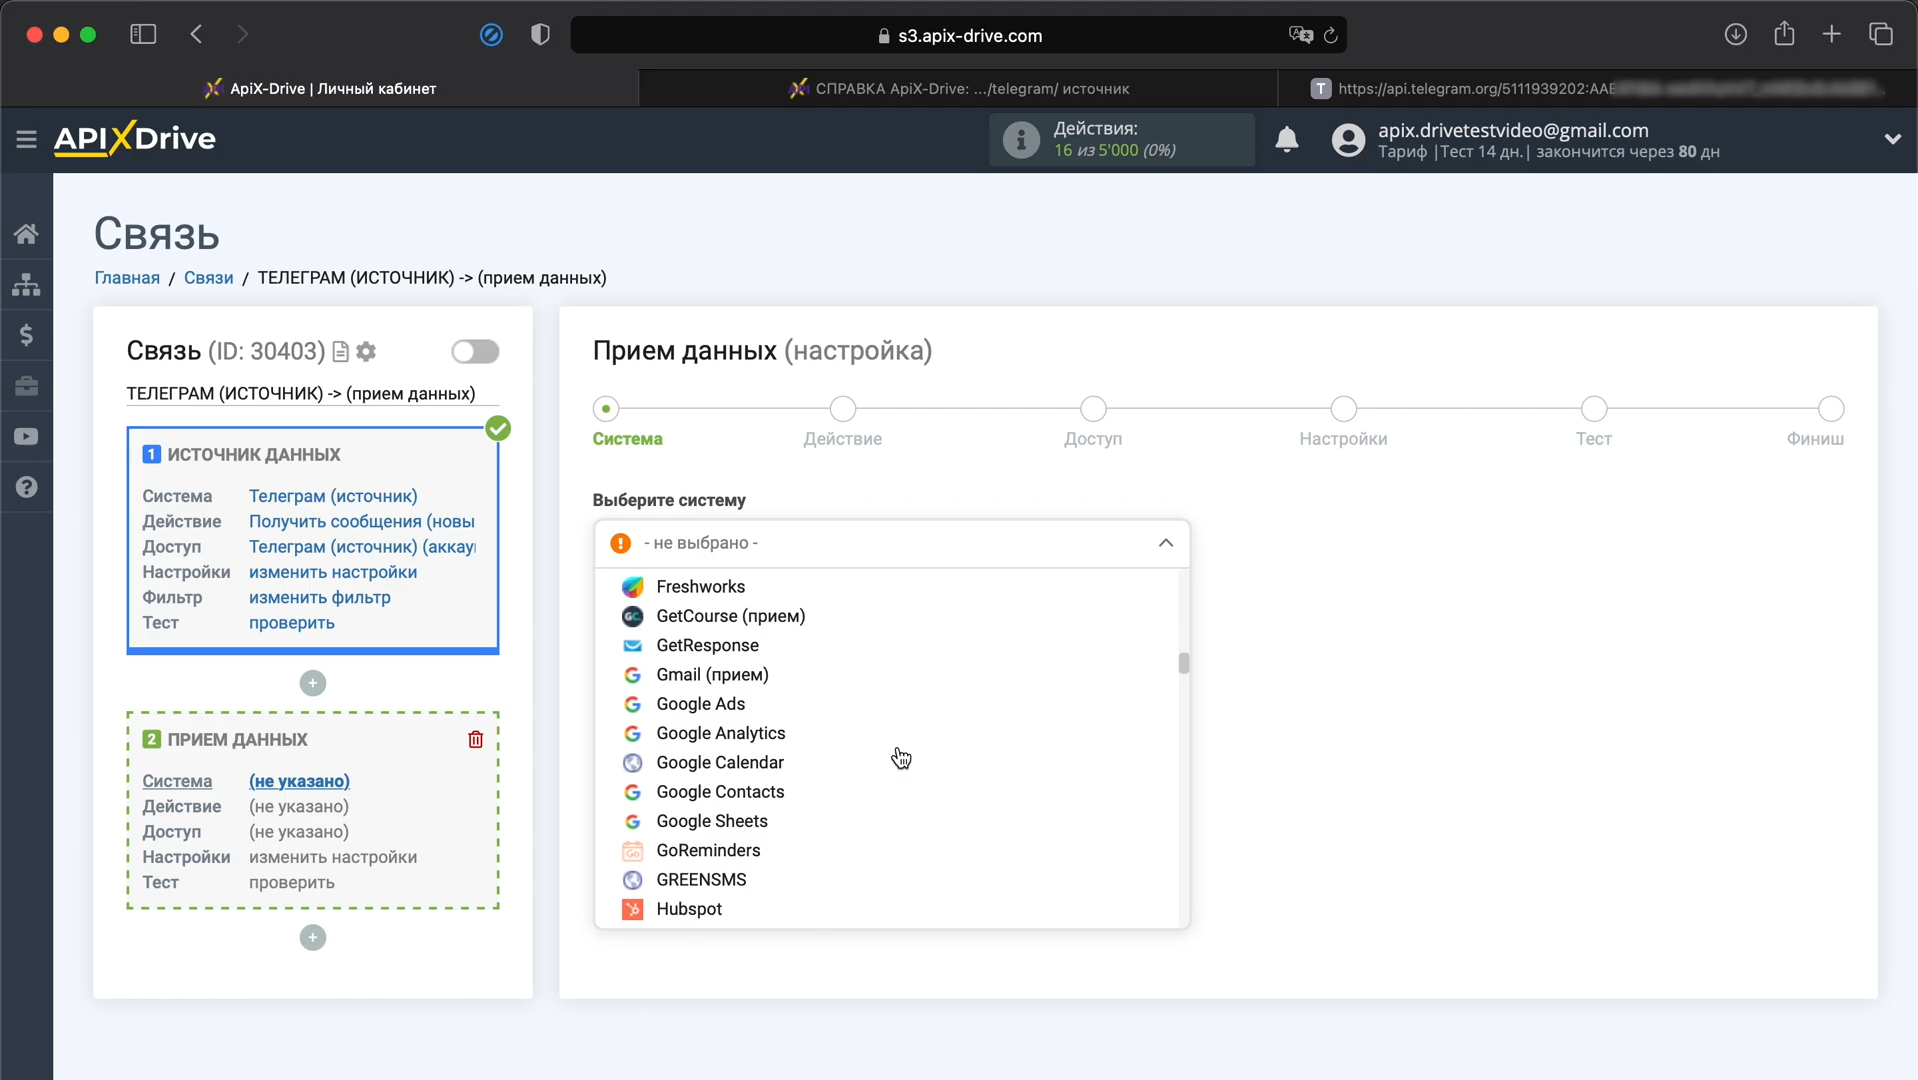 s3.apix-drive.com
ApiX-Drive | Личный кабинет
СПРАВКА ApiX-Drive: .../telegram/ источник
T https://api.telegram.org/5111939202:AAE
APIXDrive
Действия:
16 из 5'000 (0%)
apix.drivetestvideo@gmail.com
Тариф |Тест 14 дн.| закончится через 80 дн
Связь
Главная / Связи / ТЕЛЕГРАМ (ИСТОЧНИК) -> (прием данных)
Связь (ID: 30403)
ТЕЛЕГРАМ (ИСТОЧНИК) -> (прием данных)
1 ИСТОЧНИК ДАННЫХ
Система Телеграм (источник)
Действие Получить сообщения (новы
Доступ Телеграм (источник) (аккау
Настройки изменить настройки
Фильтр изменить фильтр
Тест проверить
2 ПРИЕМ ДАННЫХ
Система (не указано)
Действие (не указано)
Доступ (не указано)
Настройки изменить настройки
Тест проверить
Прием данных (настройка)
Система Действие Доступ Настройки Тест Финиш
Выберите систему
- не выбрано -
Freshworks
GetCourse (прием)
GetResponse
Gmail (прием)
Google Ads
Google Analytics
Google Calendar
Google Contacts
Google Sheets
GoReminders
GREENSMS
Hubspot